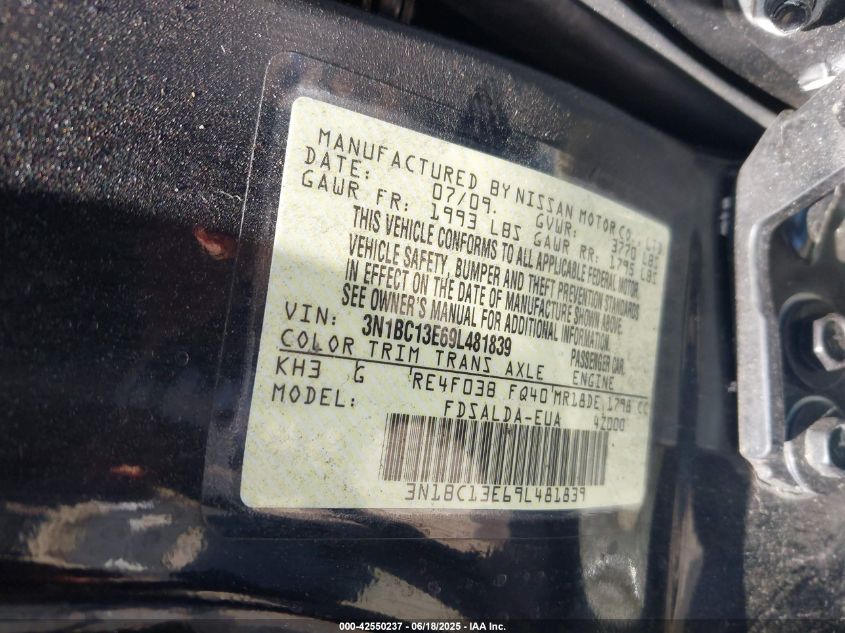 MANUFACTURED BY NISSAN MOTOR CO., LTD
DATE: 07/09. GVWR: 3770 LBS
GAWR FR: 1993 LBS GAWR RR: 1795 LBS
THIS VEHICLE CONFORMS TO ALL APPLICABLE FEDERAL MOTOR
VEHICLE SAFETY, BUMPER AND THEFT PREVENTION STANDARDS
IN EFFECT ON THE DATE OF MANUFACTURE SHOWN ABOVE.
SEE OWNER'S MANUAL FOR ADDITIONAL INFORMATION.
VIN: 3N1BC13E69L481839 PASSENGER CAR.
COLOR TRIM TRANS AXLE ENGINE
KH3 G RE4F03B FQ40 MR18DE 1798 CC
MODEL: FDSALDA-EUA 4Z000
3N1BC13E69L481839
000-42550237 - 06/18/2025 - IAA Inc.